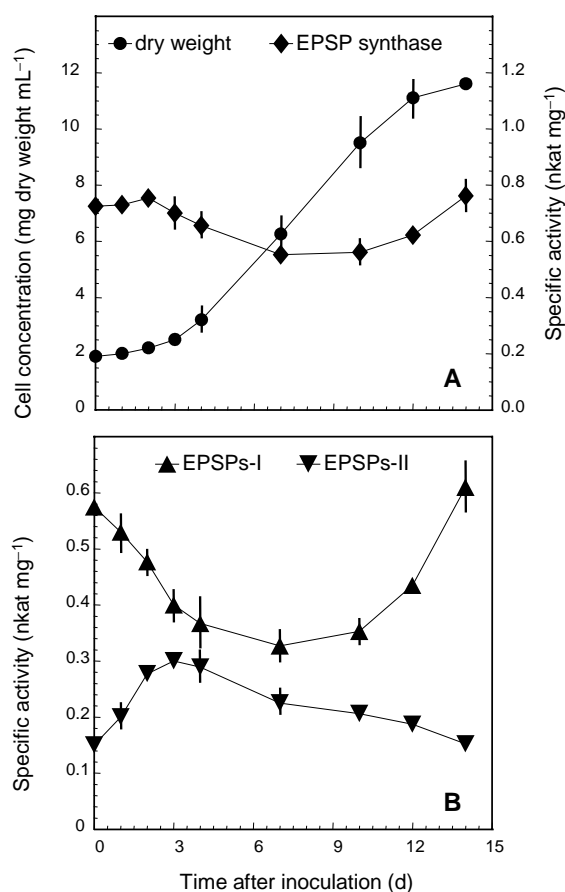 dry weight EPSP synthase
12
10
8
6
4
2
0
1.2
1.0
0.8
0.6
0.4
0.2
0.0
Cell concentration (mg dry weight mL⁻¹)
Specific activity (nkat mg⁻¹)
A
EPSPs-I EPSPs-II
0.6
0.5
0.4
0.3
0.2
0.1
0
Specific activity (nkat mg⁻¹)
B
0 3 6 9 12 15
Time after inoculation (d)